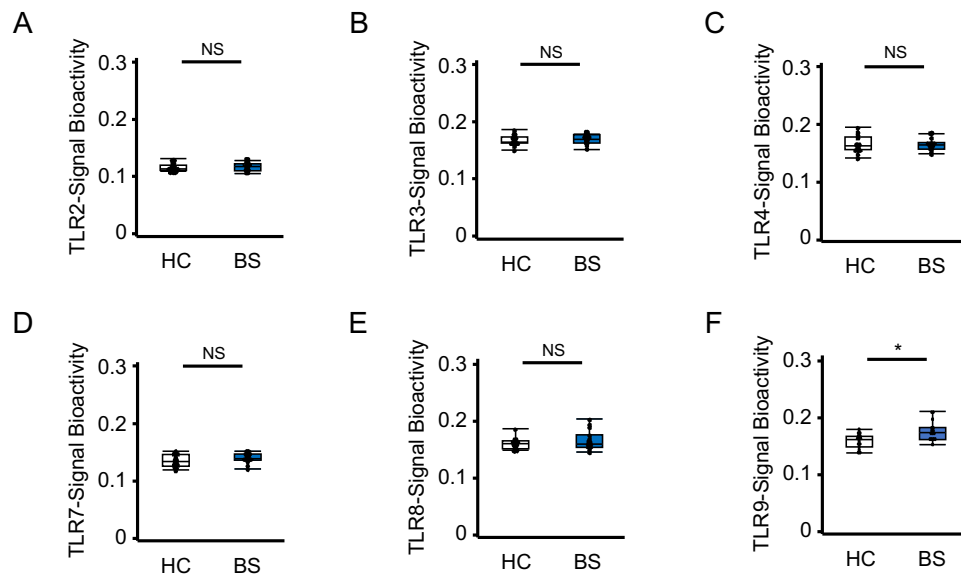 A
NS
TLR2-Signal Bioactivity
0.3
0.2
0.1
0
HC BS
B
NS
TLR3-Signal Bioactivity
0.3
0.2
0.1
0
HC BS
C
NS
TLR4-Signal Bioactivity
0.3
0.2
0.1
0
HC BS
D
NS
TLR7-Signal Bioactivity
0.3
0.2
0.1
0
HC BS
E
NS
TLR8-Signal Bioactivity
0.3
0.2
0.1
0
HC BS
F
*
TLR9-Signal Bioactivity
0.3
0.2
0.1
0
HC BS